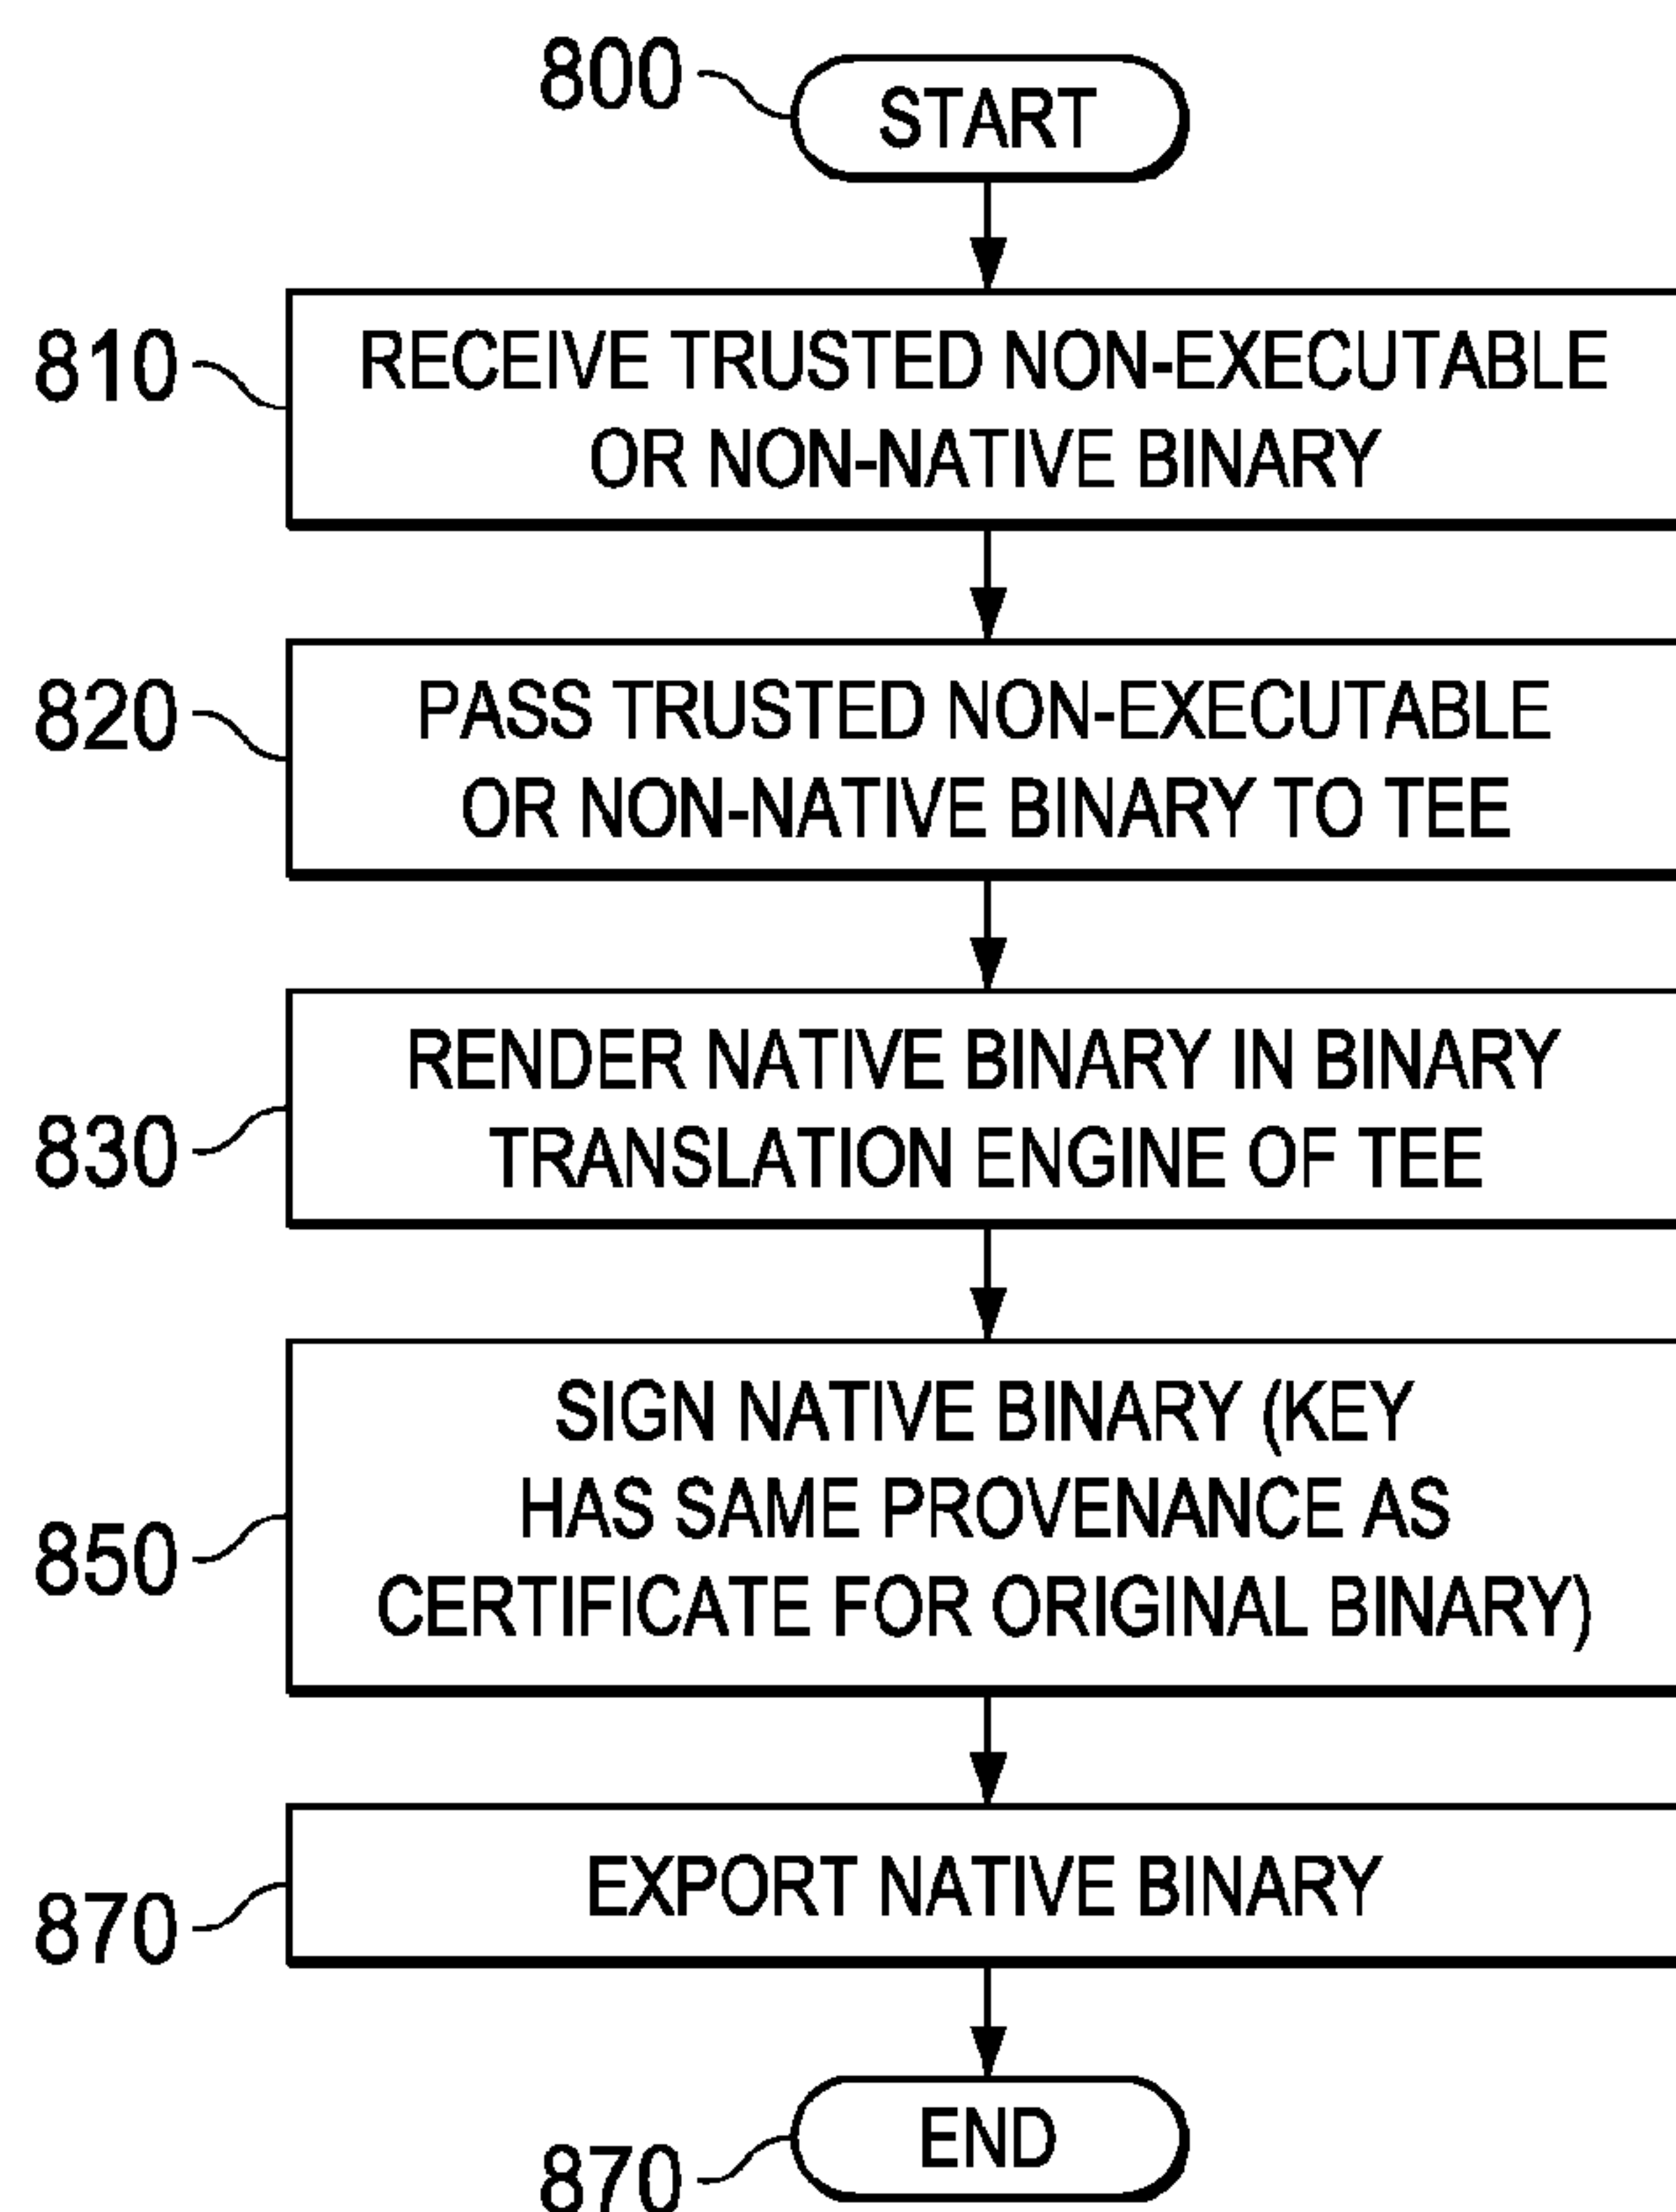 800
START
810
RECEIVE TRUSTED NON-EXECUTABLE
OR NON-NATIVE BINARY
820
PASS TRUSTED NON-EXECUTABLE
OR NON-NATIVE BINARY TO TEE
830
RENDER NATIVE BINARY IN BINARY
TRANSLATION ENGINE OF TEE
850
SIGN NATIVE BINARY (KEY
HAS SAME PROVENANCE AS
CERTIFICATE FOR ORIGINAL BINARY)
870
EXPORT NATIVE BINARY
870
END